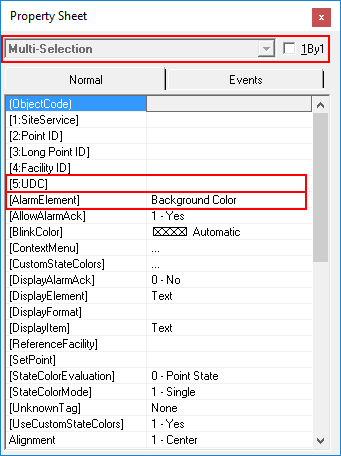 Property Sheet x
Multi-Selection 1By1
Normal Events
[ObjectCode]
[1:SiteService]
[2:Point ID]
[3:Long Point ID]
[4:Facility ID]
[5:UDC]
[AlarmElement] Background Color
[AllowAlarmAck] 1 - Yes
[BlinkColor] Automatic
[ContextMenu] ...
[CustomStateColors] ...
[DisplayAlarmAck] 0 - No
[DisplayElement] Text
[DisplayFormat]
[DisplayItem] Text
[ReferenceFacility]
[SetPoint]
[StateColorEvaluation] 0 - Point State
[StateColorMode] 1 - Single
[UnknownTag] None
[UseCustomStateColors] 1 - Yes
Alignment 1 - Center